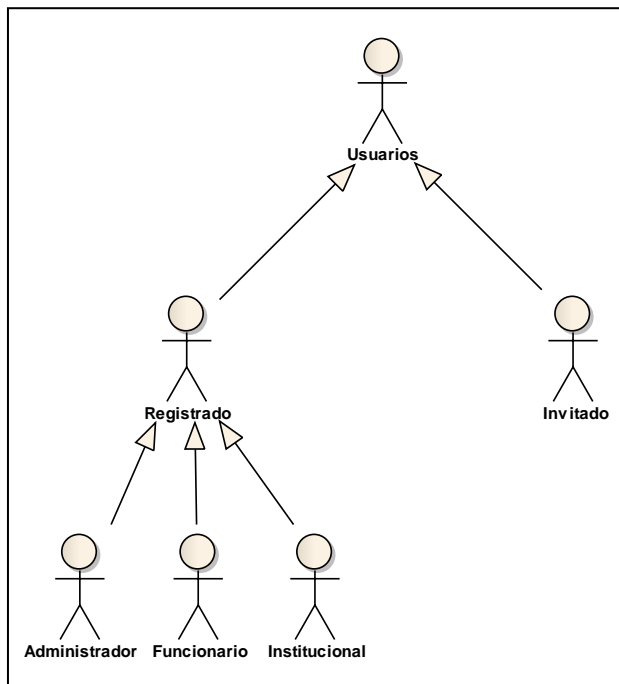 Usuarios
Registrado
Invitado
Administrador
Funcionario
Institucional